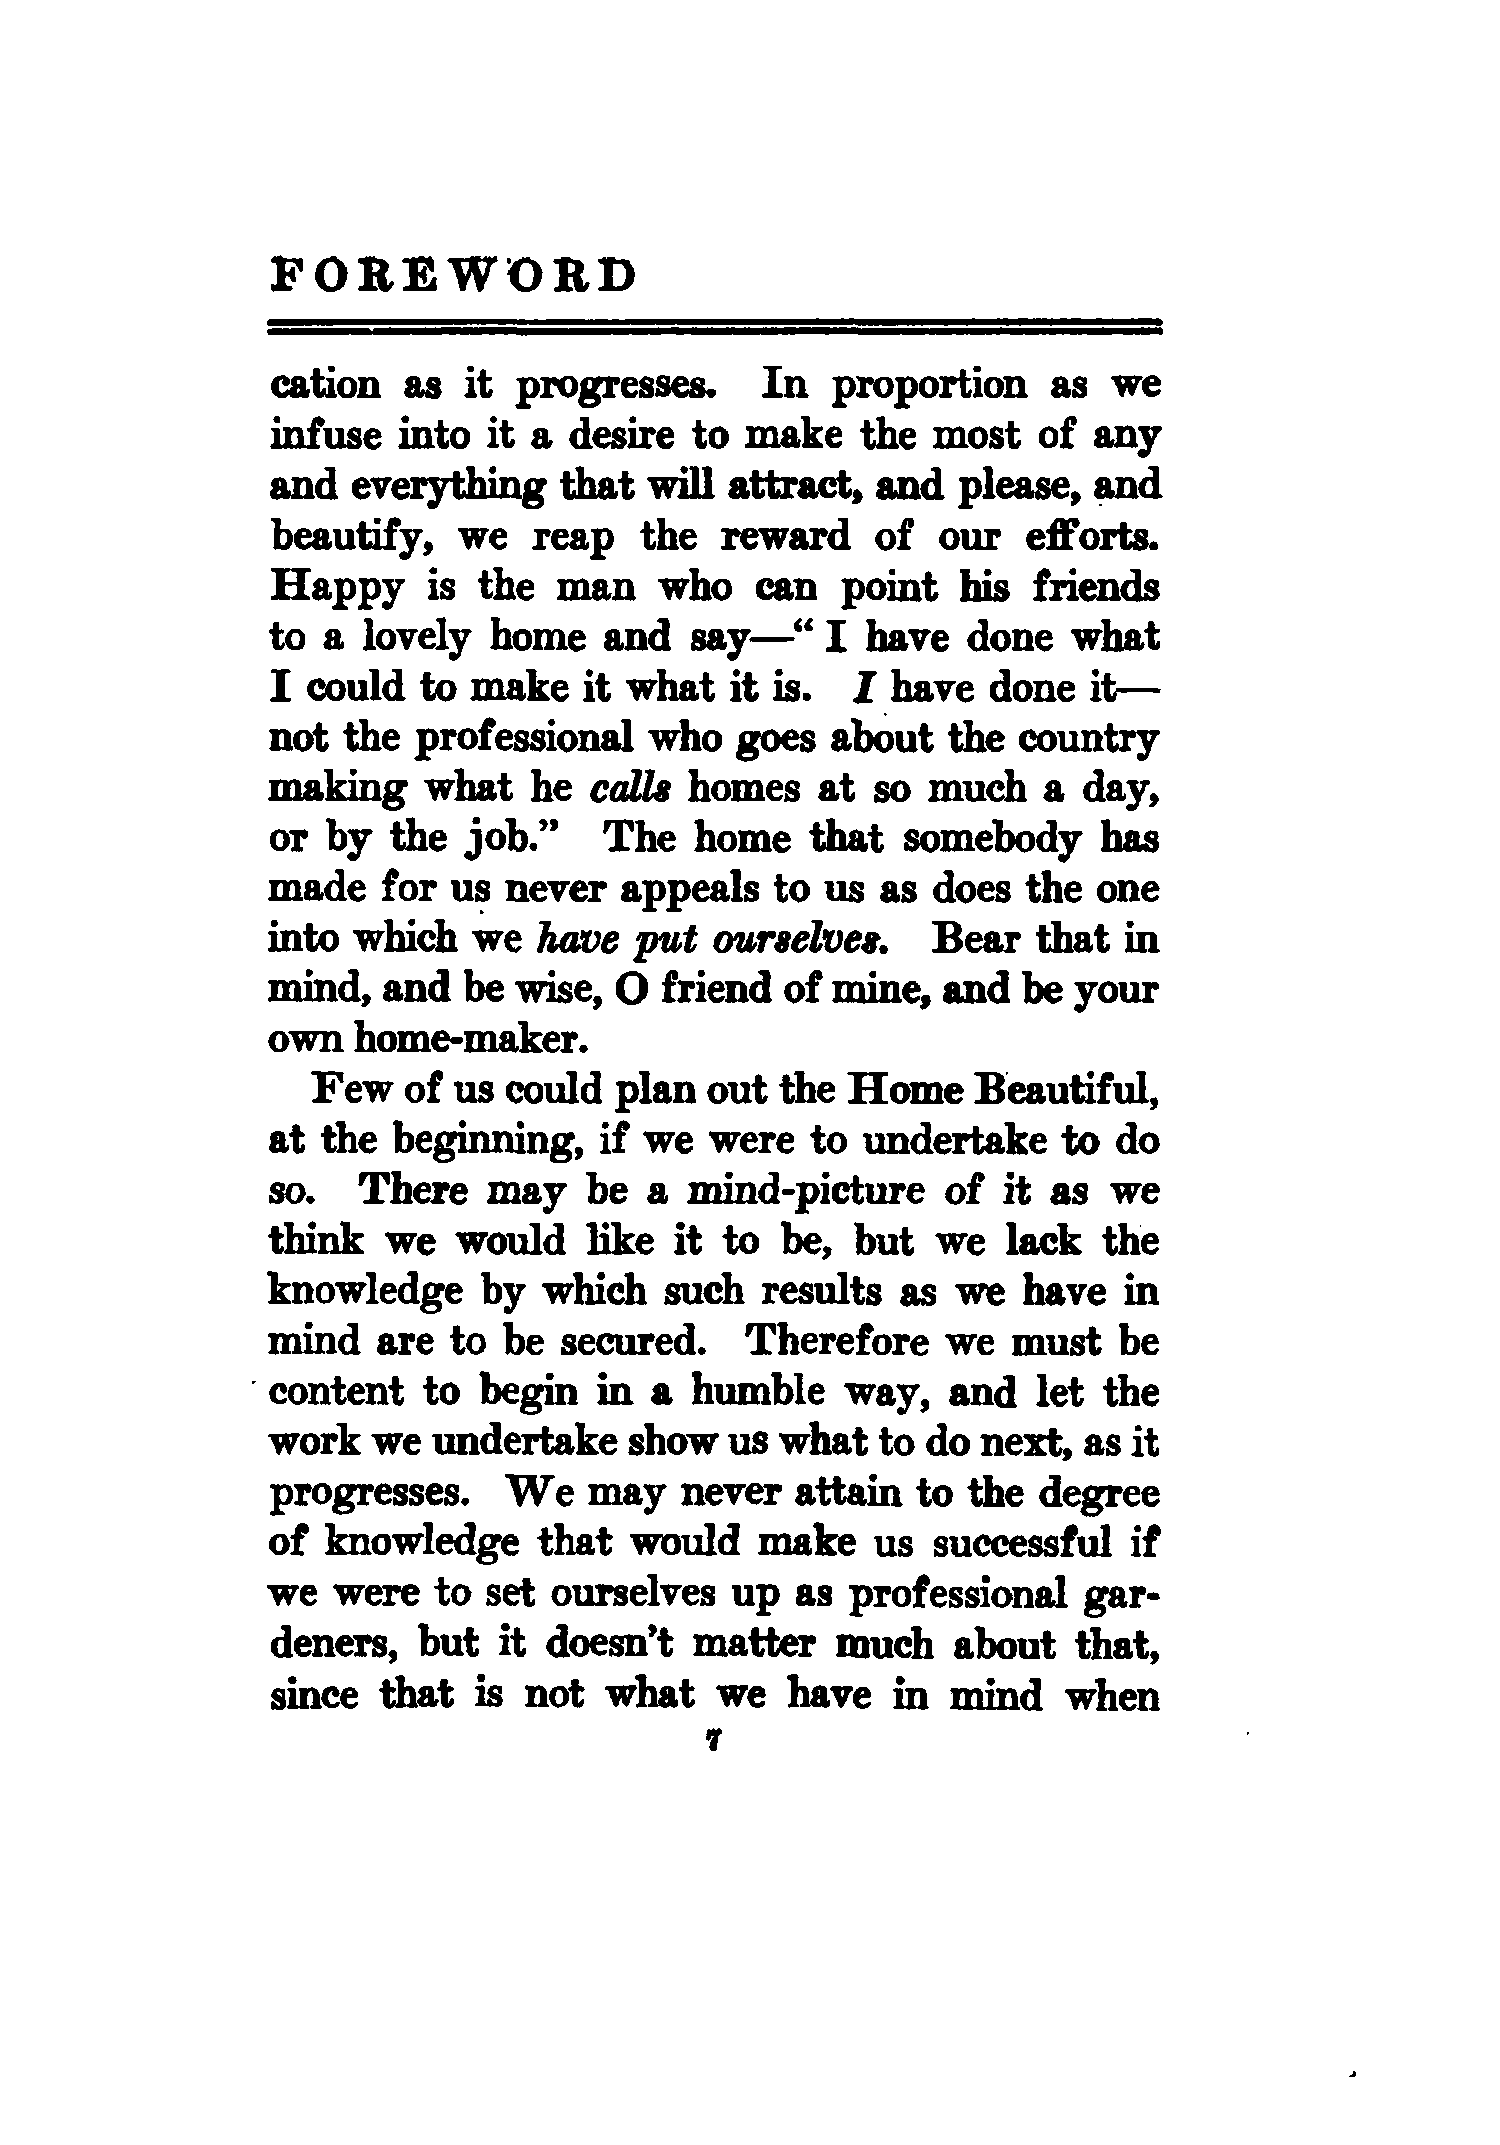 FOREWORD
cation as it progresses. In proportion as we
infuse into it a desire to make the most of any
and everything that will attract, and please, and
beautify, we reap the reward of our efforts.
Happy is the man who can point his friends
to a lovely home and say—“ I have done what
I could to make it what it is. I have done it—
not the professional who goes about the country
making what he calls homes at so much a day,
or by the job.” The home that somebody has
made for us never appeals to us as does the one
into which we have put ourselves. Bear that in
mind, and be wise, O friend of mine, and be your
own home-maker.
Few of us could plan out the Home Beautiful,
at the beginning, if we were to undertake to do
so. There may be a mind-picture of it as we
think we would like it to be, but we lack the
knowledge by which such results as we have in
mind are to be secured. Therefore we must be
content to begin in a humble way, and let the
work we undertake show us what to do next, as it
progresses. We may never attain to the degree
of knowledge that would make us successful if
we were to set ourselves up as professional gar-
deners, but it doesn’t matter much about that,
since that is not what we have in mind when
7